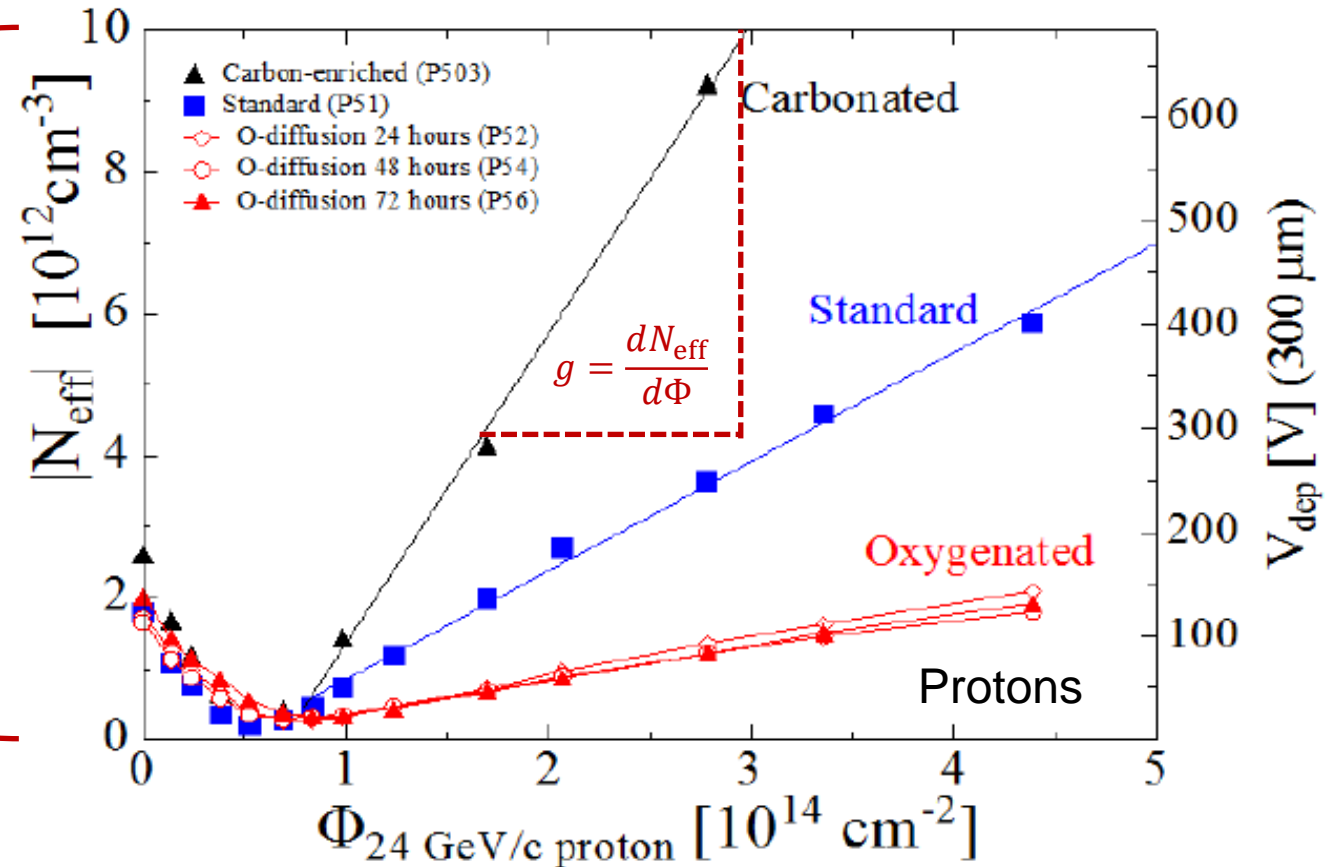 10
8
6
4
2
0
|N_eff| [10^12 cm^-3]
Carbon-enriched (P503)
Standard (P51)
O-diffusion 24 hours (P52)
O-diffusion 48 hours (P54)
O-diffusion 72 hours (P56)
Carbonated
Standard
g = dN_eff/dΦ
Oxygenated
Protons
600
500
400
300
200
100
V_dep [V] (300 µm)
0 1 2 3 4 5
Φ_24 GeV/c proton [10^14 cm^-2]